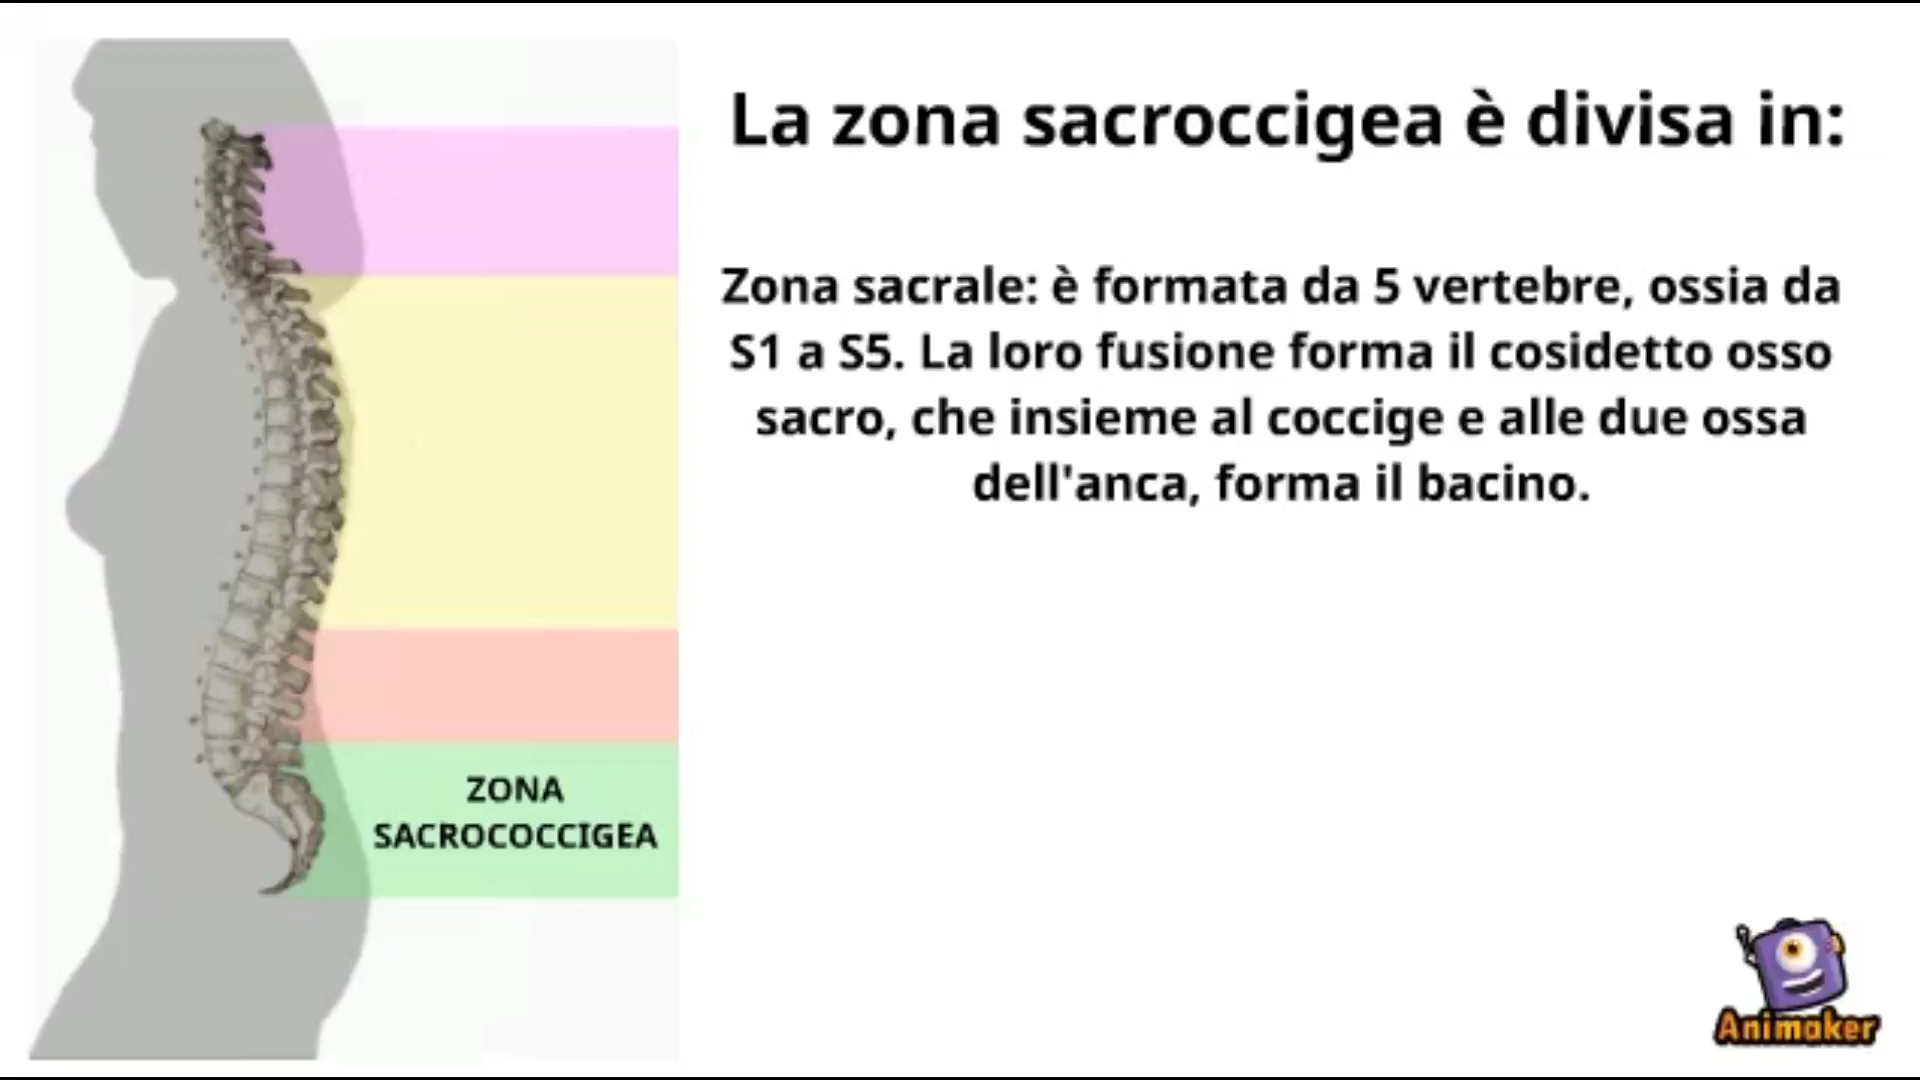 La zona sacroccigea è divisa in:
Zona sacrale: è formata da 5 vertebre, ossia da
S1 a S5. La loro fusione forma il cosidetto osso
sacro, che insieme al coccige e alle due ossa
dell'anca, forma il bacino.
ZONA
SACROCOCCIGEA
Animaker